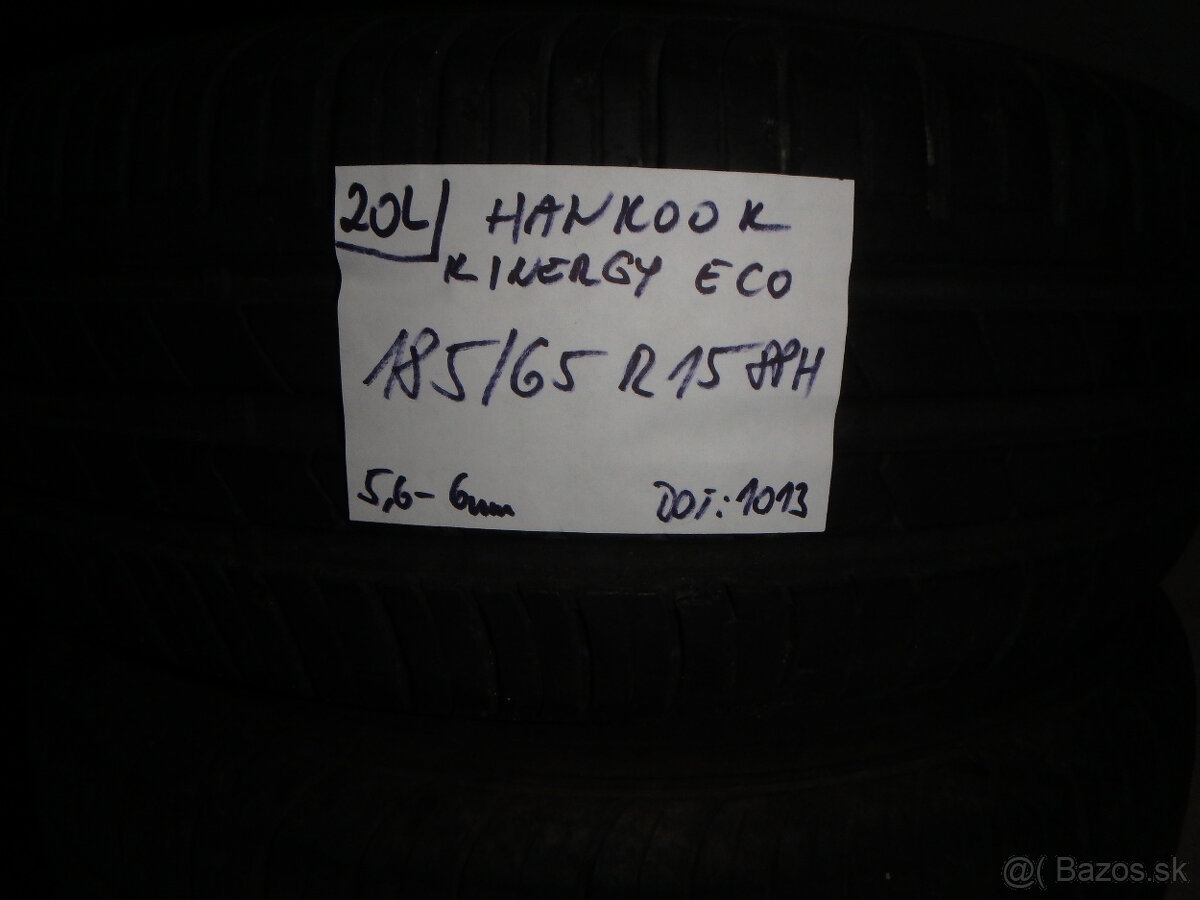 20L HANKOOK
KINERGY ECO
185/65 R15 88H
5,6-6mm DOT: 1013
@( Bazos.sk